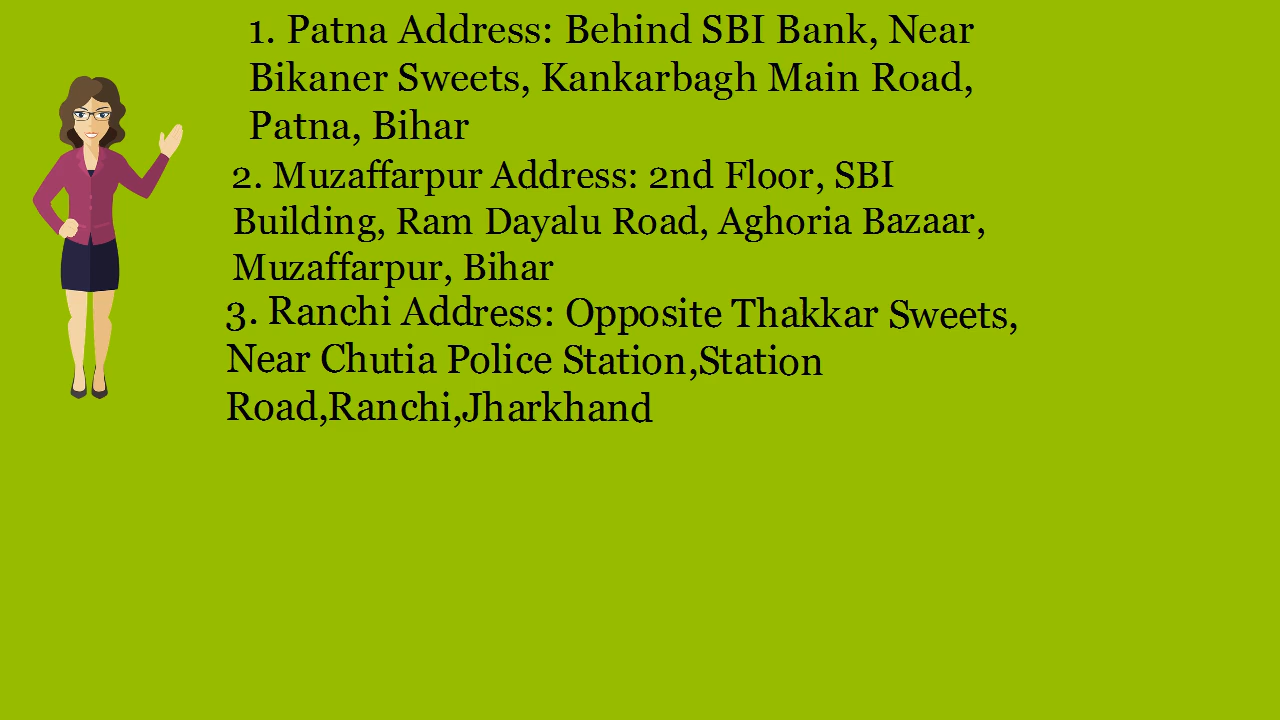 1. Patna Address: Behind SBI Bank, Near
Bikaner Sweets, Kankarbagh Main Road,
Patna, Bihar
2. Muzaffarpur Address: 2nd Floor, SBI
Building, Ram Dayalu Road, Aghoria Bazaar,
Muzaffarpur, Bihar
3. Ranchi Address: Opposite Thakkar Sweets,
Near Chutia Police Station,Station
Road,Ranchi,Jharkhand